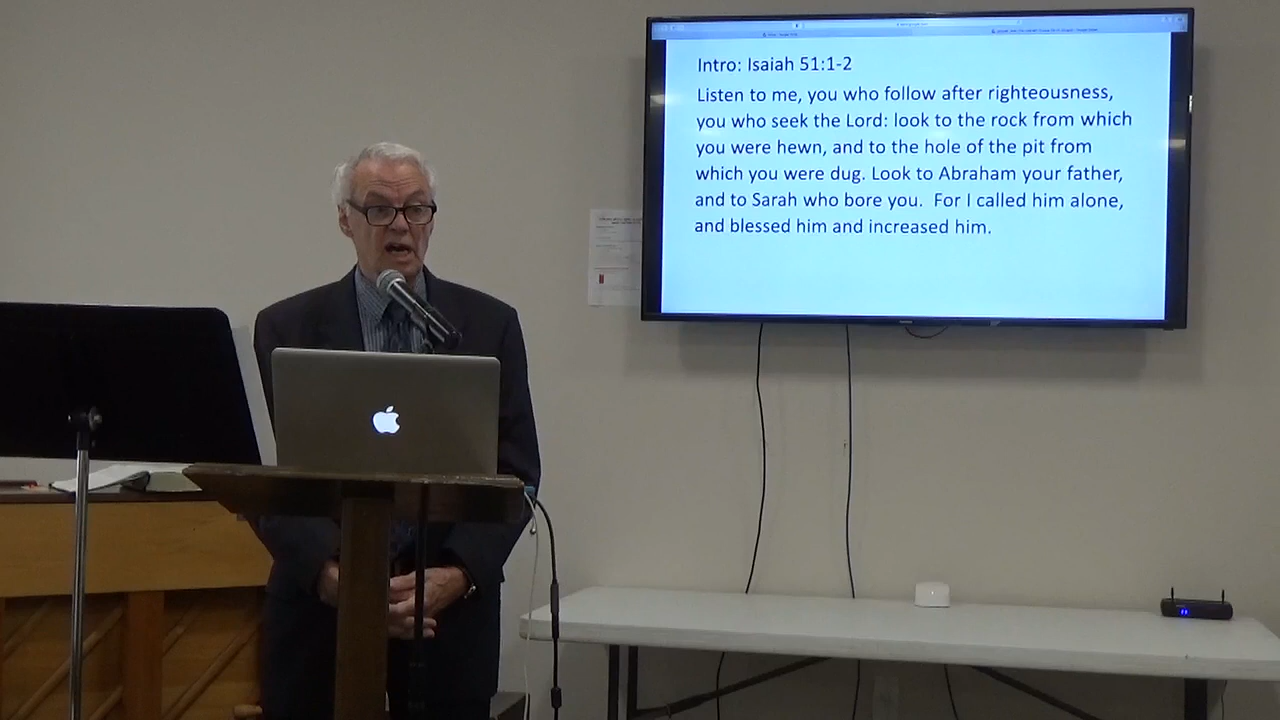 Intro: Isaiah 51:1-2
Listen to me, you who follow after righteousness,
you who seek the Lord: look to the rock from which
you were hewn, and to the hole of the pit from
which you were dug. Look to Abraham your father,
and to Sarah who bore you.  For I called him alone,
and blessed him and increased him.